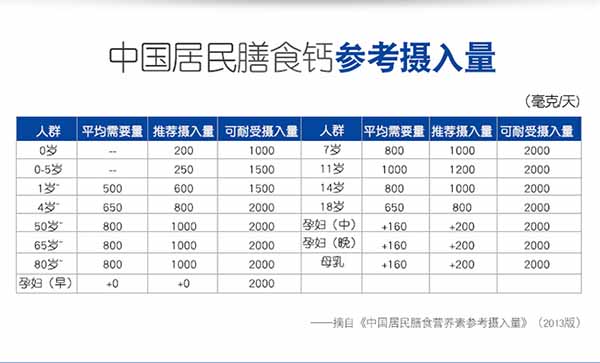 中国居民膳食钙参考摄入量
(毫克/天)
人群 平均需要量 推荐摄入量 可耐受摄入量 人群 平均需要量 推荐摄入量 可耐受摄入量
0岁 -- 200 1000 7岁 800 1000 2000
0-5岁 -- 250 1500 11岁 1000 1200 2000
1岁~ 500 600 1500 14岁 800 1000 2000
4岁~ 650 800 2000 18岁 650 800 2000
50岁~ 800 1000 2000 孕妇(中) +160 +200 2000
65岁~ 800 1000 2000 孕妇(晚) +160 +200 2000
80岁~ 800 1000 2000 母乳 +160 +200 2000
孕妇(早) +0 +0 2000
——摘自《中国居民膳食营养素参考摄入量》(2013版)